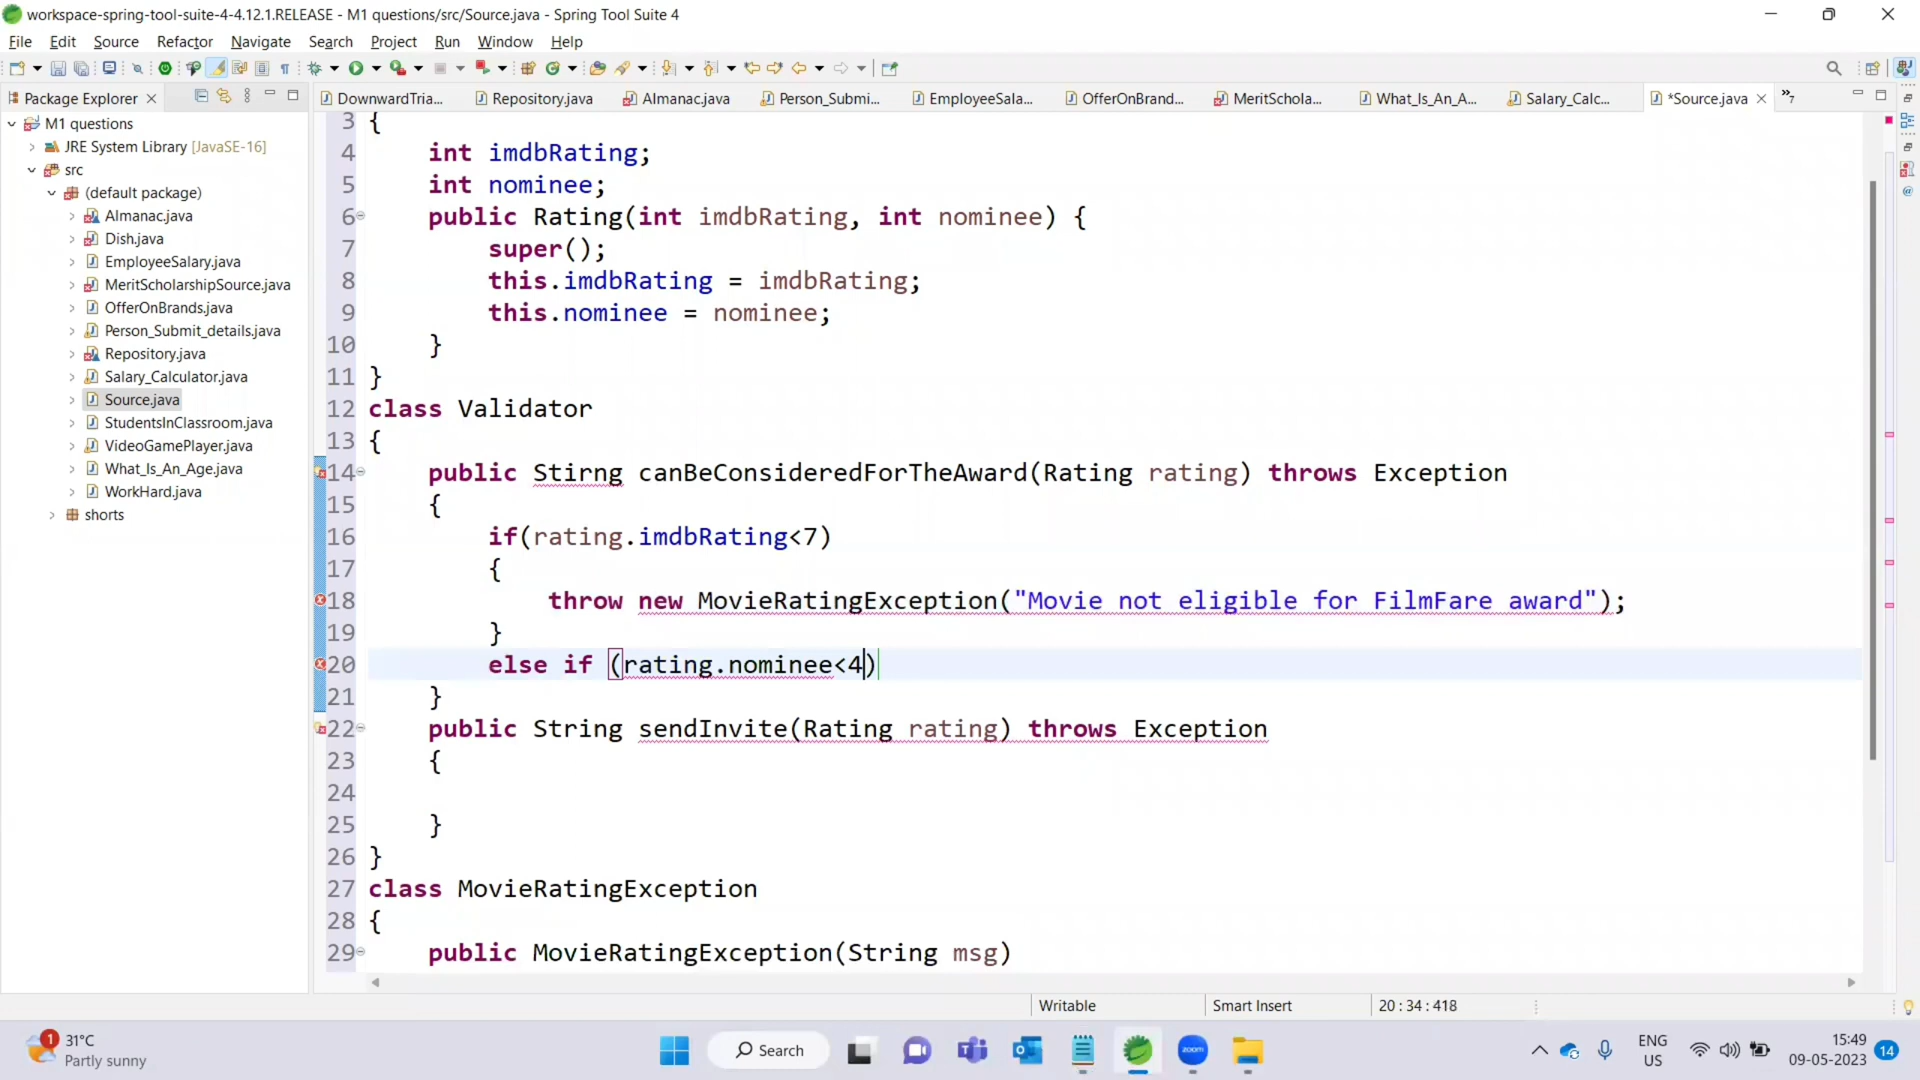 workspace-spring-tool-suite-4-4.12.1.RELEASE - M1 questions/src/Source.java - Spring Tool Suite 4
File Edit Source Refactor Navigate Search Project Run Window Help
Package Explorer
DownwardTria... Repository.java Almanac.java Person_Submi... EmployeeSala... OfferOnBrand... MeritSchola... What_Is_An_A... Salary_Calc... *Source.java 7
M1 questions
JRE System Library [JavaSE-16]
src
(default package)
Almanac.java
Dish.java
EmployeeSalary.java
MeritScholarshipSource.java
OfferOnBrands.java
Person_Submit_details.java
Repository.java
Salary_Calculator.java
Source.java
StudentsInClassroom.java
VideoGamePlayer.java
What_Is_An_Age.java
WorkHard.java
shorts
3 {
4 int imdbRating;
5 int nominee;
6 public Rating(int imdbRating, int nominee) {
7 super();
8 this.imdbRating = imdbRating;
9 this.nominee = nominee;
10 }
11 }
12 class Validator
13 {
14 public Stirng canBeConsideredForTheAward(Rating rating) throws Exception
15 {
16 if(rating.imdbRating<7)
17 {
18 throw new MovieRatingException("Movie not eligible for FilmFare award");
19 }
20 else if (rating.nominee<4)
21 }
22 public String sendInvite(Rating rating) throws Exception
23 {
24
25 }
26 }
27 class MovieRatingException
28 {
29 public MovieRatingException(String msg)
Writable Smart Insert 20 : 34 : 418
1 31°C
Partly sunny
Search
zoom
ENG
US
15:49
09-05-2023
14